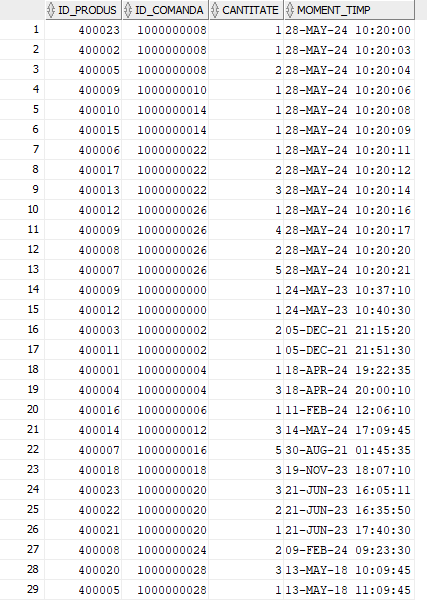 ID_PRODUS ID_COMANDA CANTITATE MOMENT_TIMP
1 400023 1000000008 1 28-MAY-24 10:20:00
2 400002 1000000008 1 28-MAY-24 10:20:03
3 400005 1000000008 2 28-MAY-24 10:20:04
4 400009 1000000010 1 28-MAY-24 10:20:06
5 400010 1000000014 1 28-MAY-24 10:20:08
6 400015 1000000014 1 28-MAY-24 10:20:09
7 400006 1000000022 1 28-MAY-24 10:20:11
8 400017 1000000022 2 28-MAY-24 10:20:12
9 400013 1000000022 3 28-MAY-24 10:20:14
10 400012 1000000026 1 28-MAY-24 10:20:16
11 400009 1000000026 4 28-MAY-24 10:20:17
12 400008 1000000026 2 28-MAY-24 10:20:20
13 400007 1000000026 5 28-MAY-24 10:20:21
14 400009 1000000000 1 24-MAY-23 10:37:10
15 400012 1000000000 1 24-MAY-23 10:40:30
16 400003 1000000002 2 05-DEC-21 21:15:20
17 400011 1000000002 1 05-DEC-21 21:51:30
18 400001 1000000004 1 18-APR-24 19:22:35
19 400004 1000000004 3 18-APR-24 20:00:10
20 400016 1000000006 1 11-FEB-24 12:06:10
21 400014 1000000012 3 14-MAY-24 17:09:45
22 400007 1000000016 5 30-AUG-21 01:45:35
23 400018 1000000018 3 19-NOV-23 18:07:10
24 400023 1000000020 3 21-JUN-23 16:05:11
25 400022 1000000020 2 21-JUN-23 16:35:50
26 400021 1000000020 1 21-JUN-23 17:40:30
27 400008 1000000024 2 09-FEB-24 09:23:30
28 400020 1000000028 3 13-MAY-18 10:09:45
29 400005 1000000028 1 13-MAY-18 11:09:45